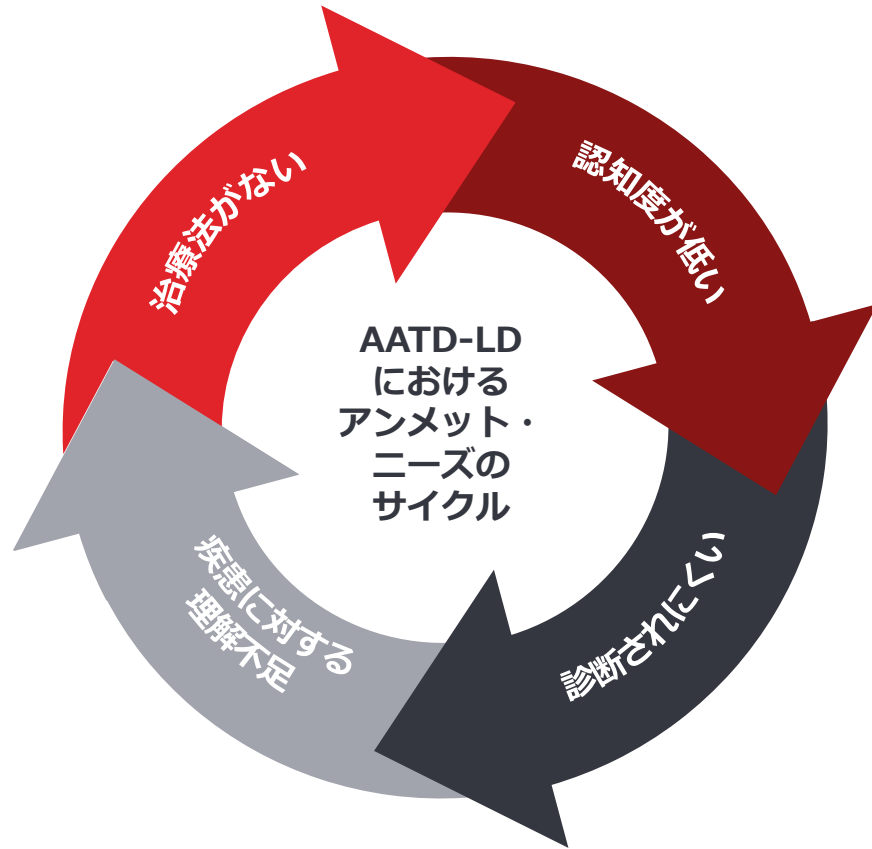 治療法がない
認知度が低い
AATD-LD
における
アンメット・
ニーズの
サイクル
診断されにくい
疾患に対する
理解不足